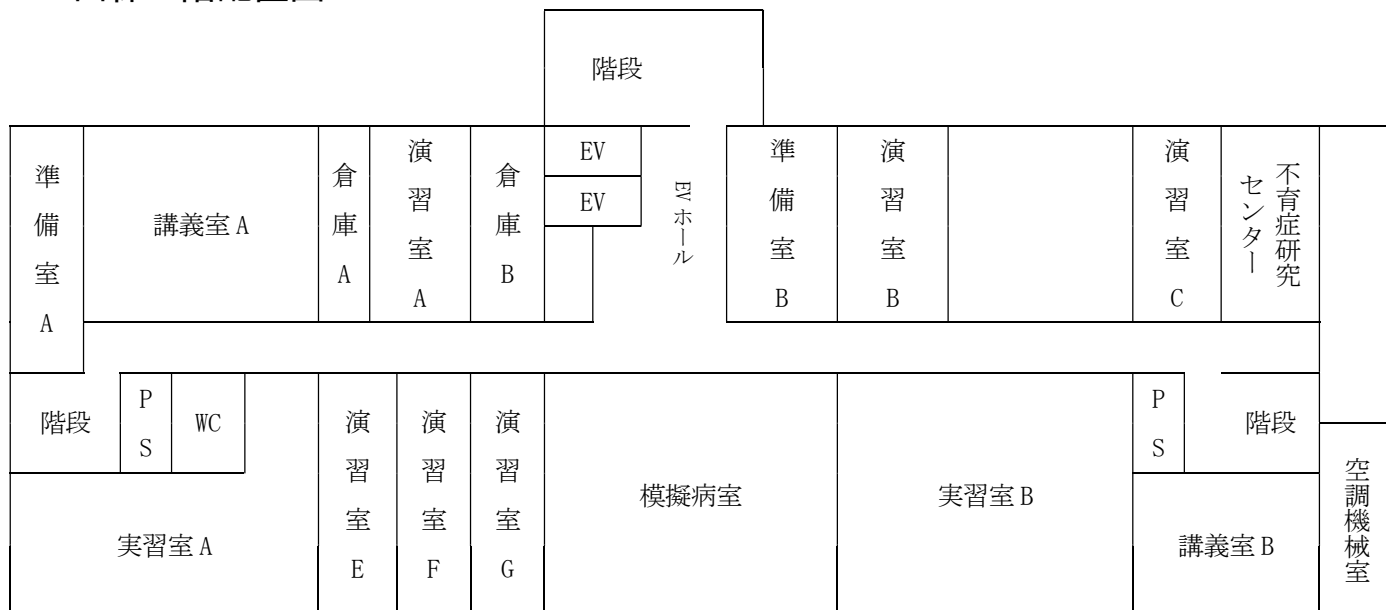 階段
準備室A
講義室A
倉庫A
演習室A
倉庫B
EV
EV
EVホール
準備室B
演習室B
演習室C
不育症研究
センター
階段
PS
WC
実習室A
演習室E
演習室F
演習室G
模擬病室
実習室B
PS
階段
講義室B
空調機械室